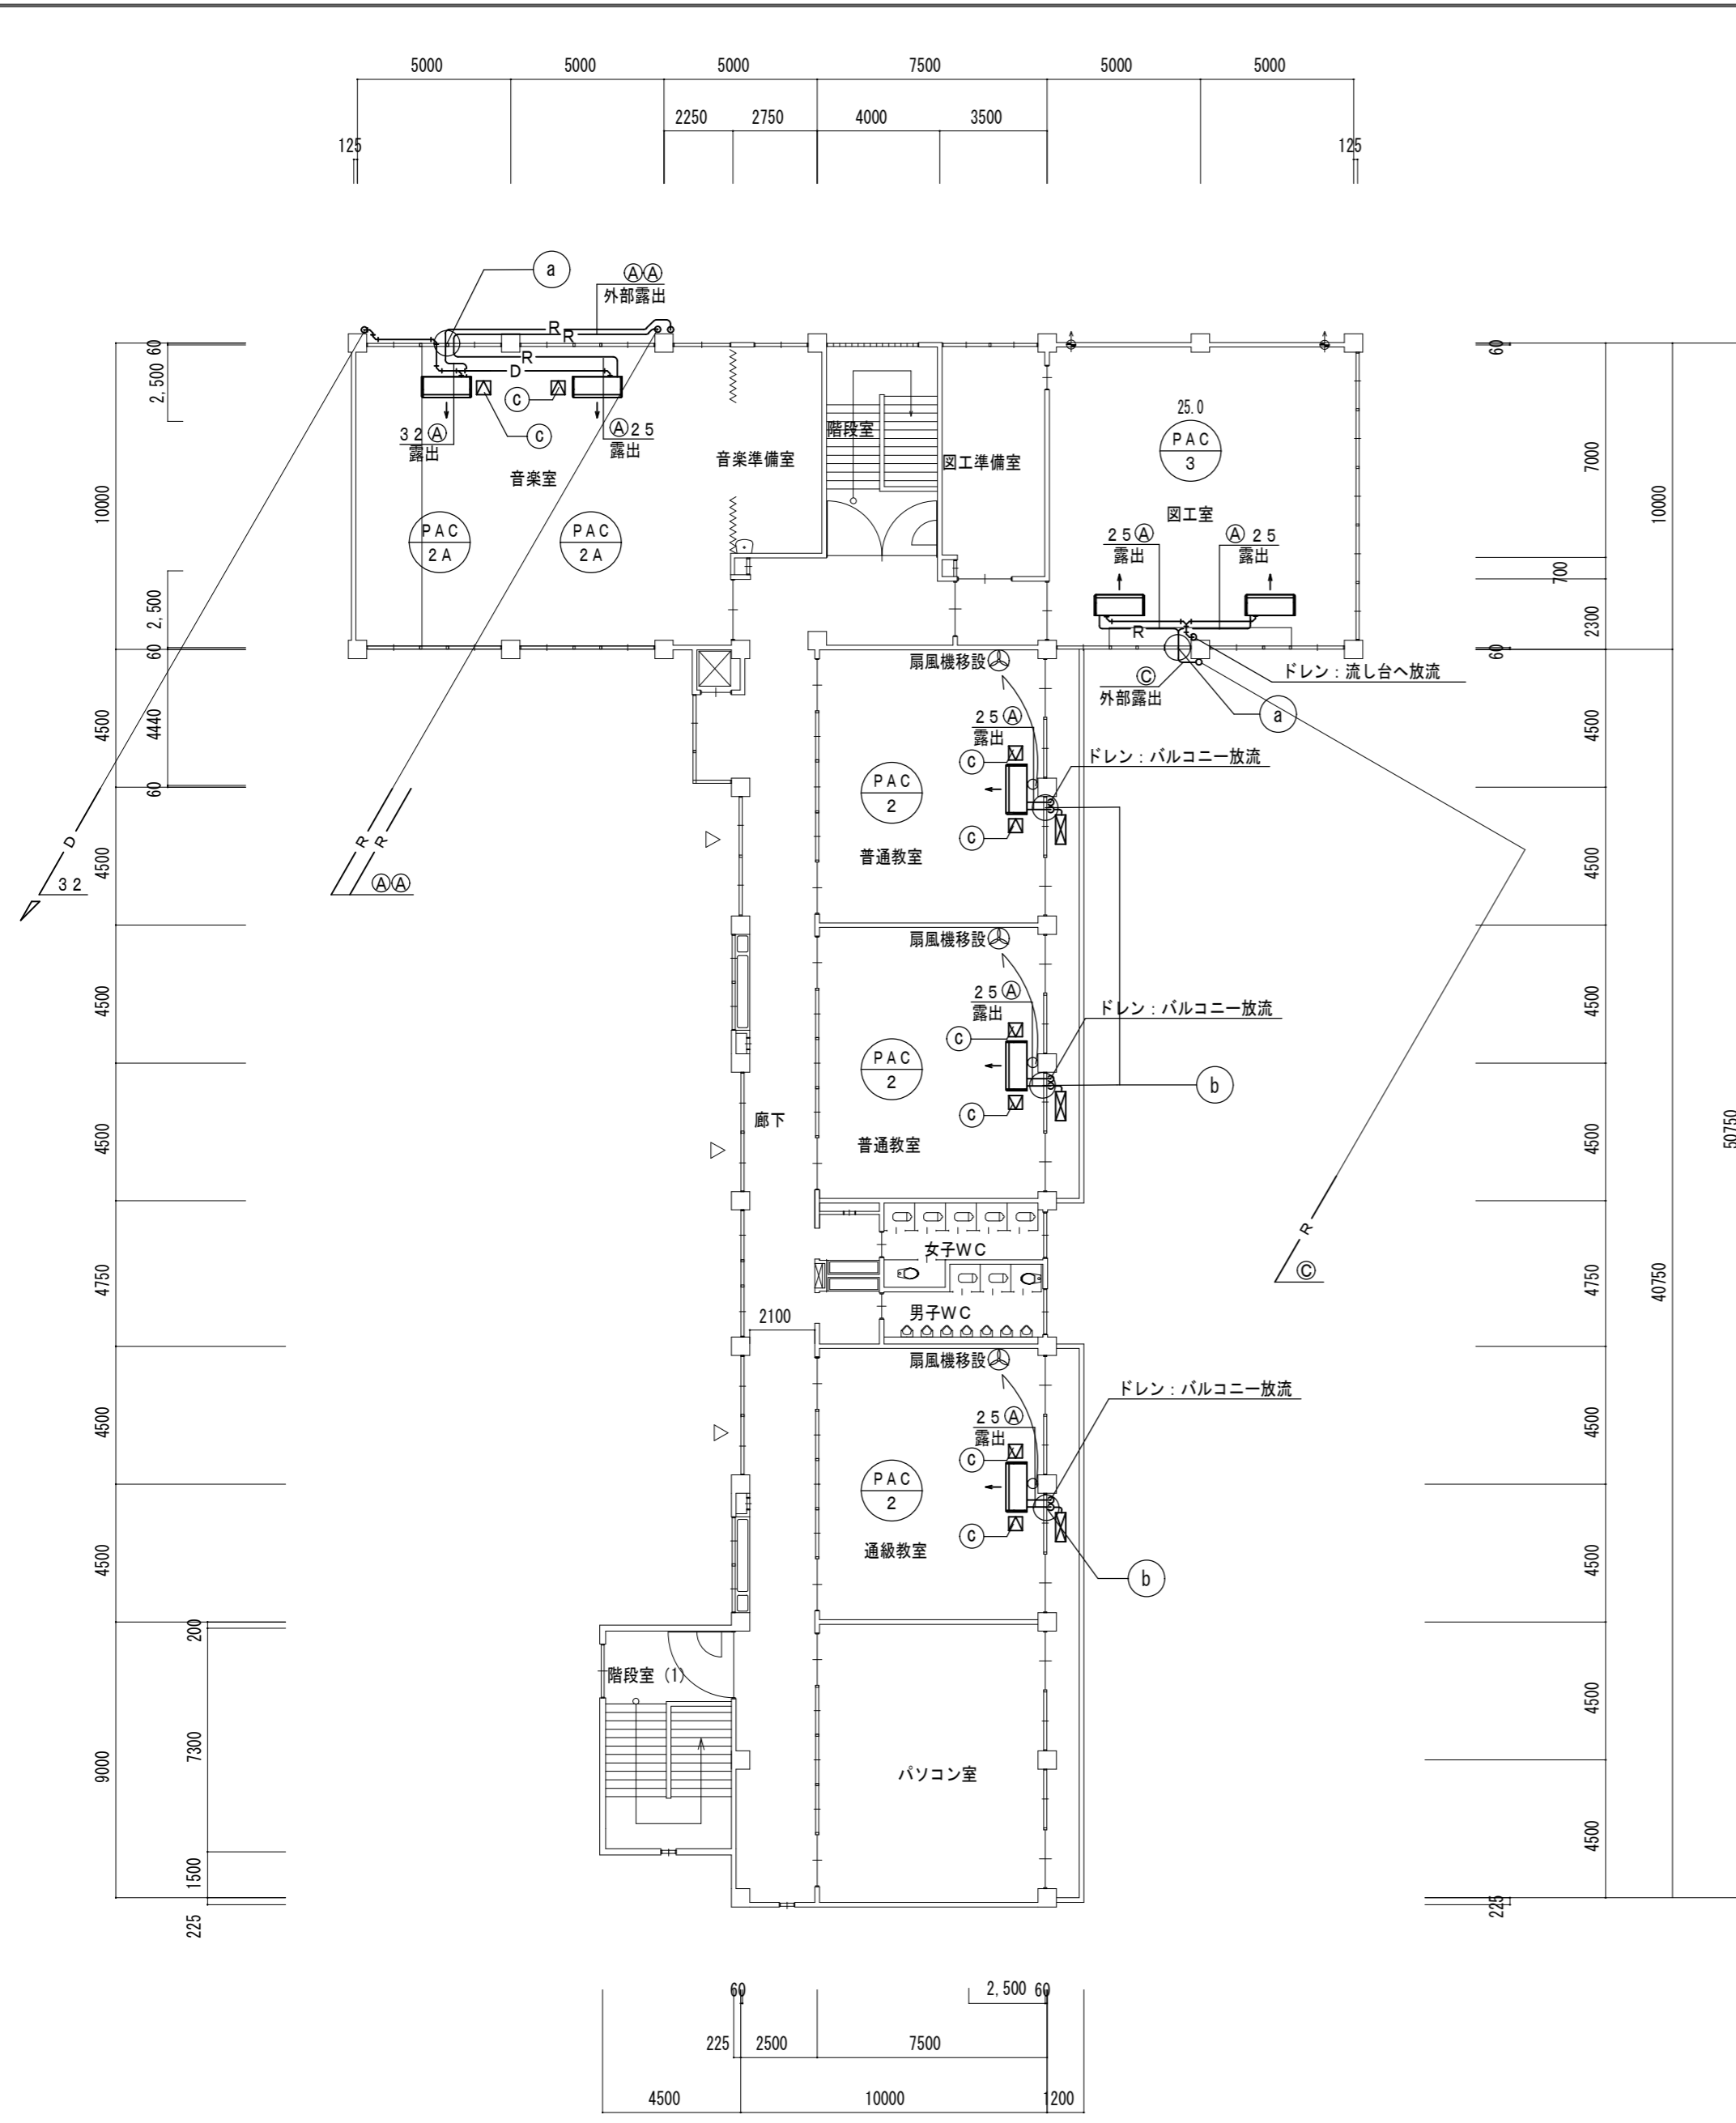 5000 5000 5000 7500 5000 5000
2250 2750 4000 3500
125 125
a
ⒶⒶ
外部露出
R
R
R
D
60
2,500
60
C
C
32Ⓐ
露出
Ⓐ25
露出
音楽室
音楽準備室
階段室
図工準備室
25.0
PAC
3
図工室
7000
10000
10000
PAC
2A
PAC
2A
25Ⓐ
露出
Ⓐ25
露出
700
2,500
2300
R
60
60
扇風機移設
ドレン：流し台へ放流
Ⓒ
外部露出
a
4500
4440
25Ⓐ
露出
4500
C
ドレン：バルコニー放流
60
PAC
2
C
D
R
R
普通教室
4500
4500
32
ⒶⒶ
扇風機移設
25Ⓐ
露出
4500
4500
ドレン：バルコニー放流
C
PAC
2
b
C
廊下
普通教室
4500
4500
50750
R
女子WC
Ⓒ
4750
4750
40750
男子WC
2100
扇風機移設
ドレン：バルコニー放流
25Ⓐ
露出
4500
4500
C
PAC
2
C
通級教室
4500
4500
b
200
階段室 (1)
4500
7300
9000
パソコン室
4500
1500
225
225
60 2,500 60
225 2500 7500
4500 10000 1200